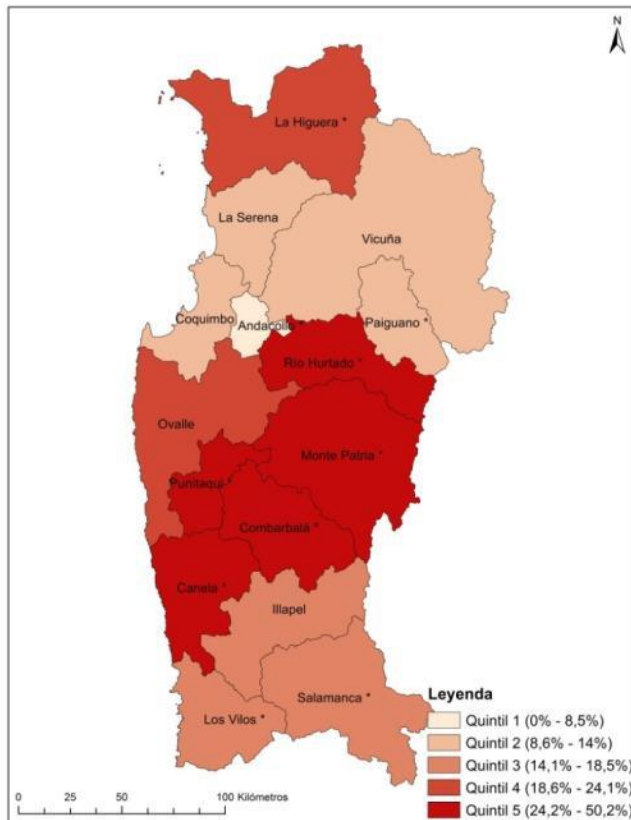 N
La Higuera *
La Serena
Vicuña
Coquimbo
Andacollo *
Paiguano *
Río Hurtado *
Ovalle
Monte Patria *
Punitaqui *
Combarbalá *
Canela *
Illapel
Salamanca *
Los Vilos *
Leyenda
Quintil 1 (0% - 8,5%)
Quintil 2 (8,6% - 14%)
Quintil 3 (14,1% - 18,5%)
Quintil 4 (18,6% - 24,1%)
Quintil 5 (24,2% - 50,2%)
0 25 50 100 Kilómetros